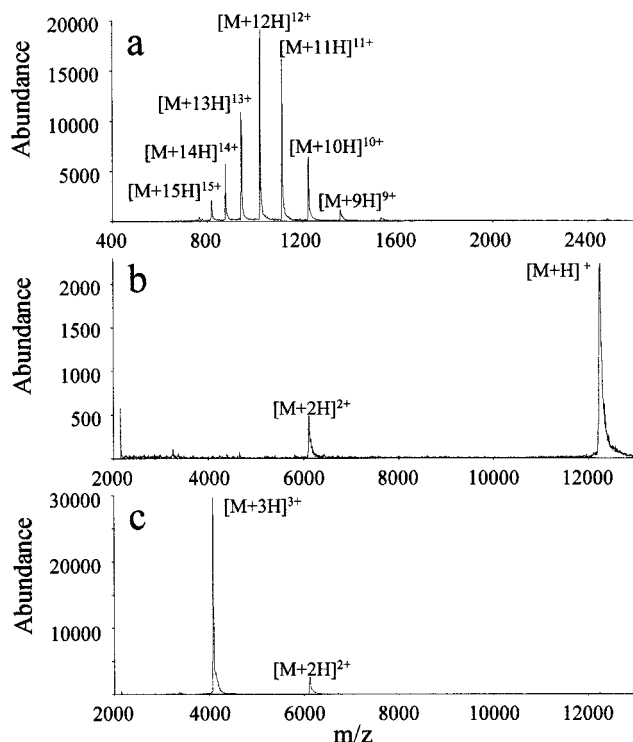 a
Abundance
20000
15000
10000
5000
[M+12H]¹²⁺
[M+11H]¹¹⁺
[M+13H]¹³⁺
[M+14H]¹⁴⁺
[M+10H]¹⁰⁺
[M+15H]¹⁵⁺
[M+9H]⁹⁺
400 800 1200 1600 2000 2400
b
Abundance
2000
1500
1000
500
[M+H]⁺
[M+2H]²⁺
2000 4000 6000 8000 10000 12000
c
Abundance
30000
20000
10000
[M+3H]³⁺
[M+2H]²⁺
2000 4000 6000 8000 10000 12000
m/z